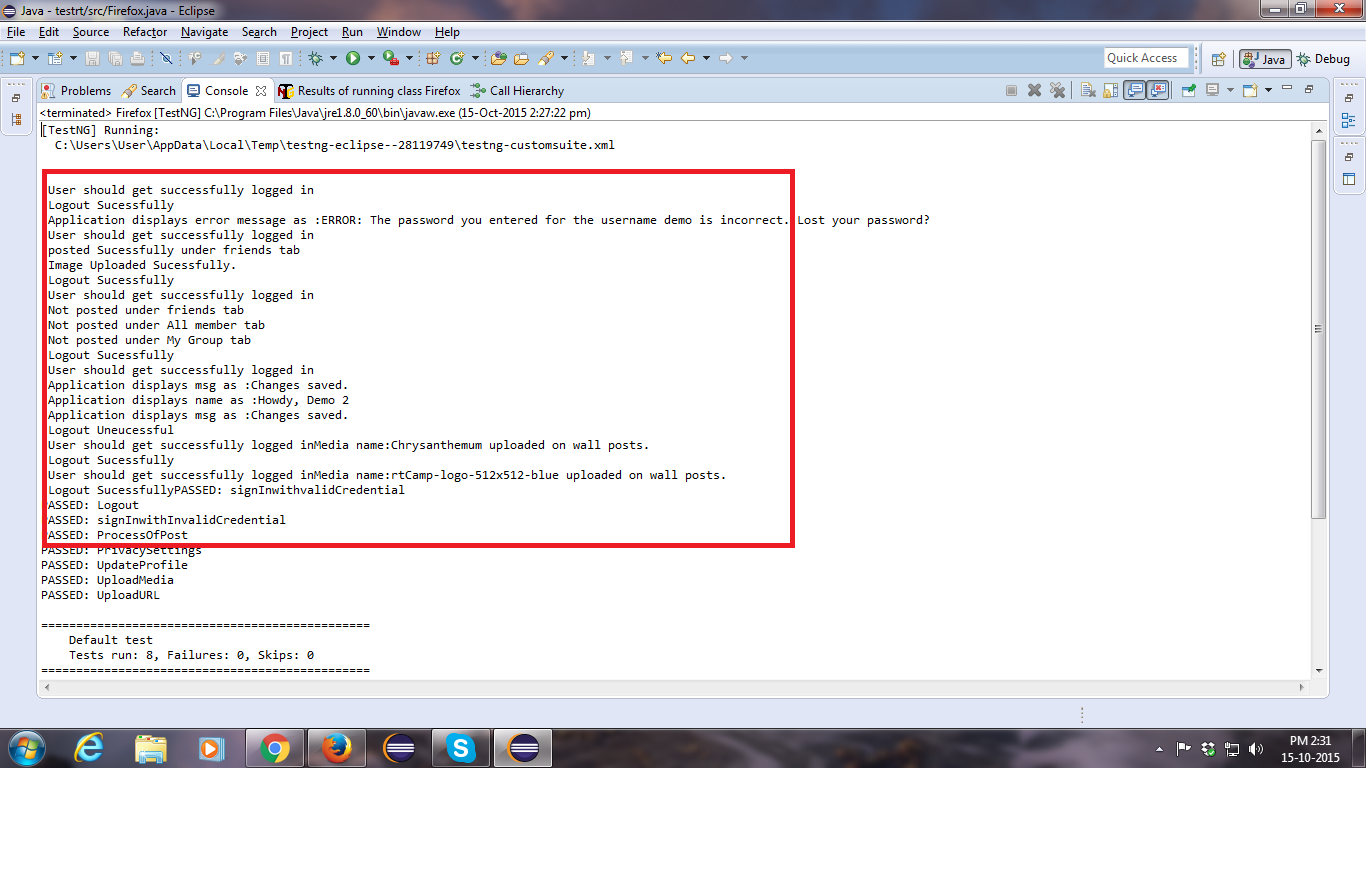 Java - testrt/src/Firefox.java - Eclipse
File Edit Source Refactor Navigate Search Project Run Window Help
Quick Access Java Debug
Problems Search Console Results of running class Firefox Call Hierarchy
<terminated> Firefox [TestNG] C:\Program Files\Java\jre1.8.0_60\bin\javaw.exe (15-Oct-2015 2:27:22 pm)
[TestNG] Running:
C:\Users\User\AppData\Local\Temp\testng-eclipse--28119749\testng-customsuite.xml
User should get successfully logged in
Logout Sucessfully
Application displays error message as :ERROR: The password you entered for the username demo is incorrect. Lost your password?
User should get successfully logged in
posted Sucessfully under friends tab
Image Uploaded Sucessfully.
Logout Sucessfully
User should get successfully logged in
Not posted under friends tab
Not posted under All member tab
Not posted under My Group tab
Logout Sucessfully
User should get successfully logged in
Application displays msg as :Changes saved.
Application displays name as :Howdy, Demo 2
Application displays msg as :Changes saved.
Logout Uneucessful
User should get successfully logged inMedia name:Chrysanthemum uploaded on wall posts.
Logout Sucessfully
User should get successfully logged inMedia name:rtCamp-logo-512x512-blue uploaded on wall posts.
Logout SucessfullyPASSED: signInwithvalidCredential
PASSED: Logout
PASSED: signInwithInvalidCredential
PASSED: ProcessOfPost
PASSED: PrivacySettings
PASSED: UpdateProfile
PASSED: UploadMedia
PASSED: UploadURL
===============================================
Default test
Tests run: 8, Failures: 0, Skips: 0
===============================================
PM 2:31
15-10-2015